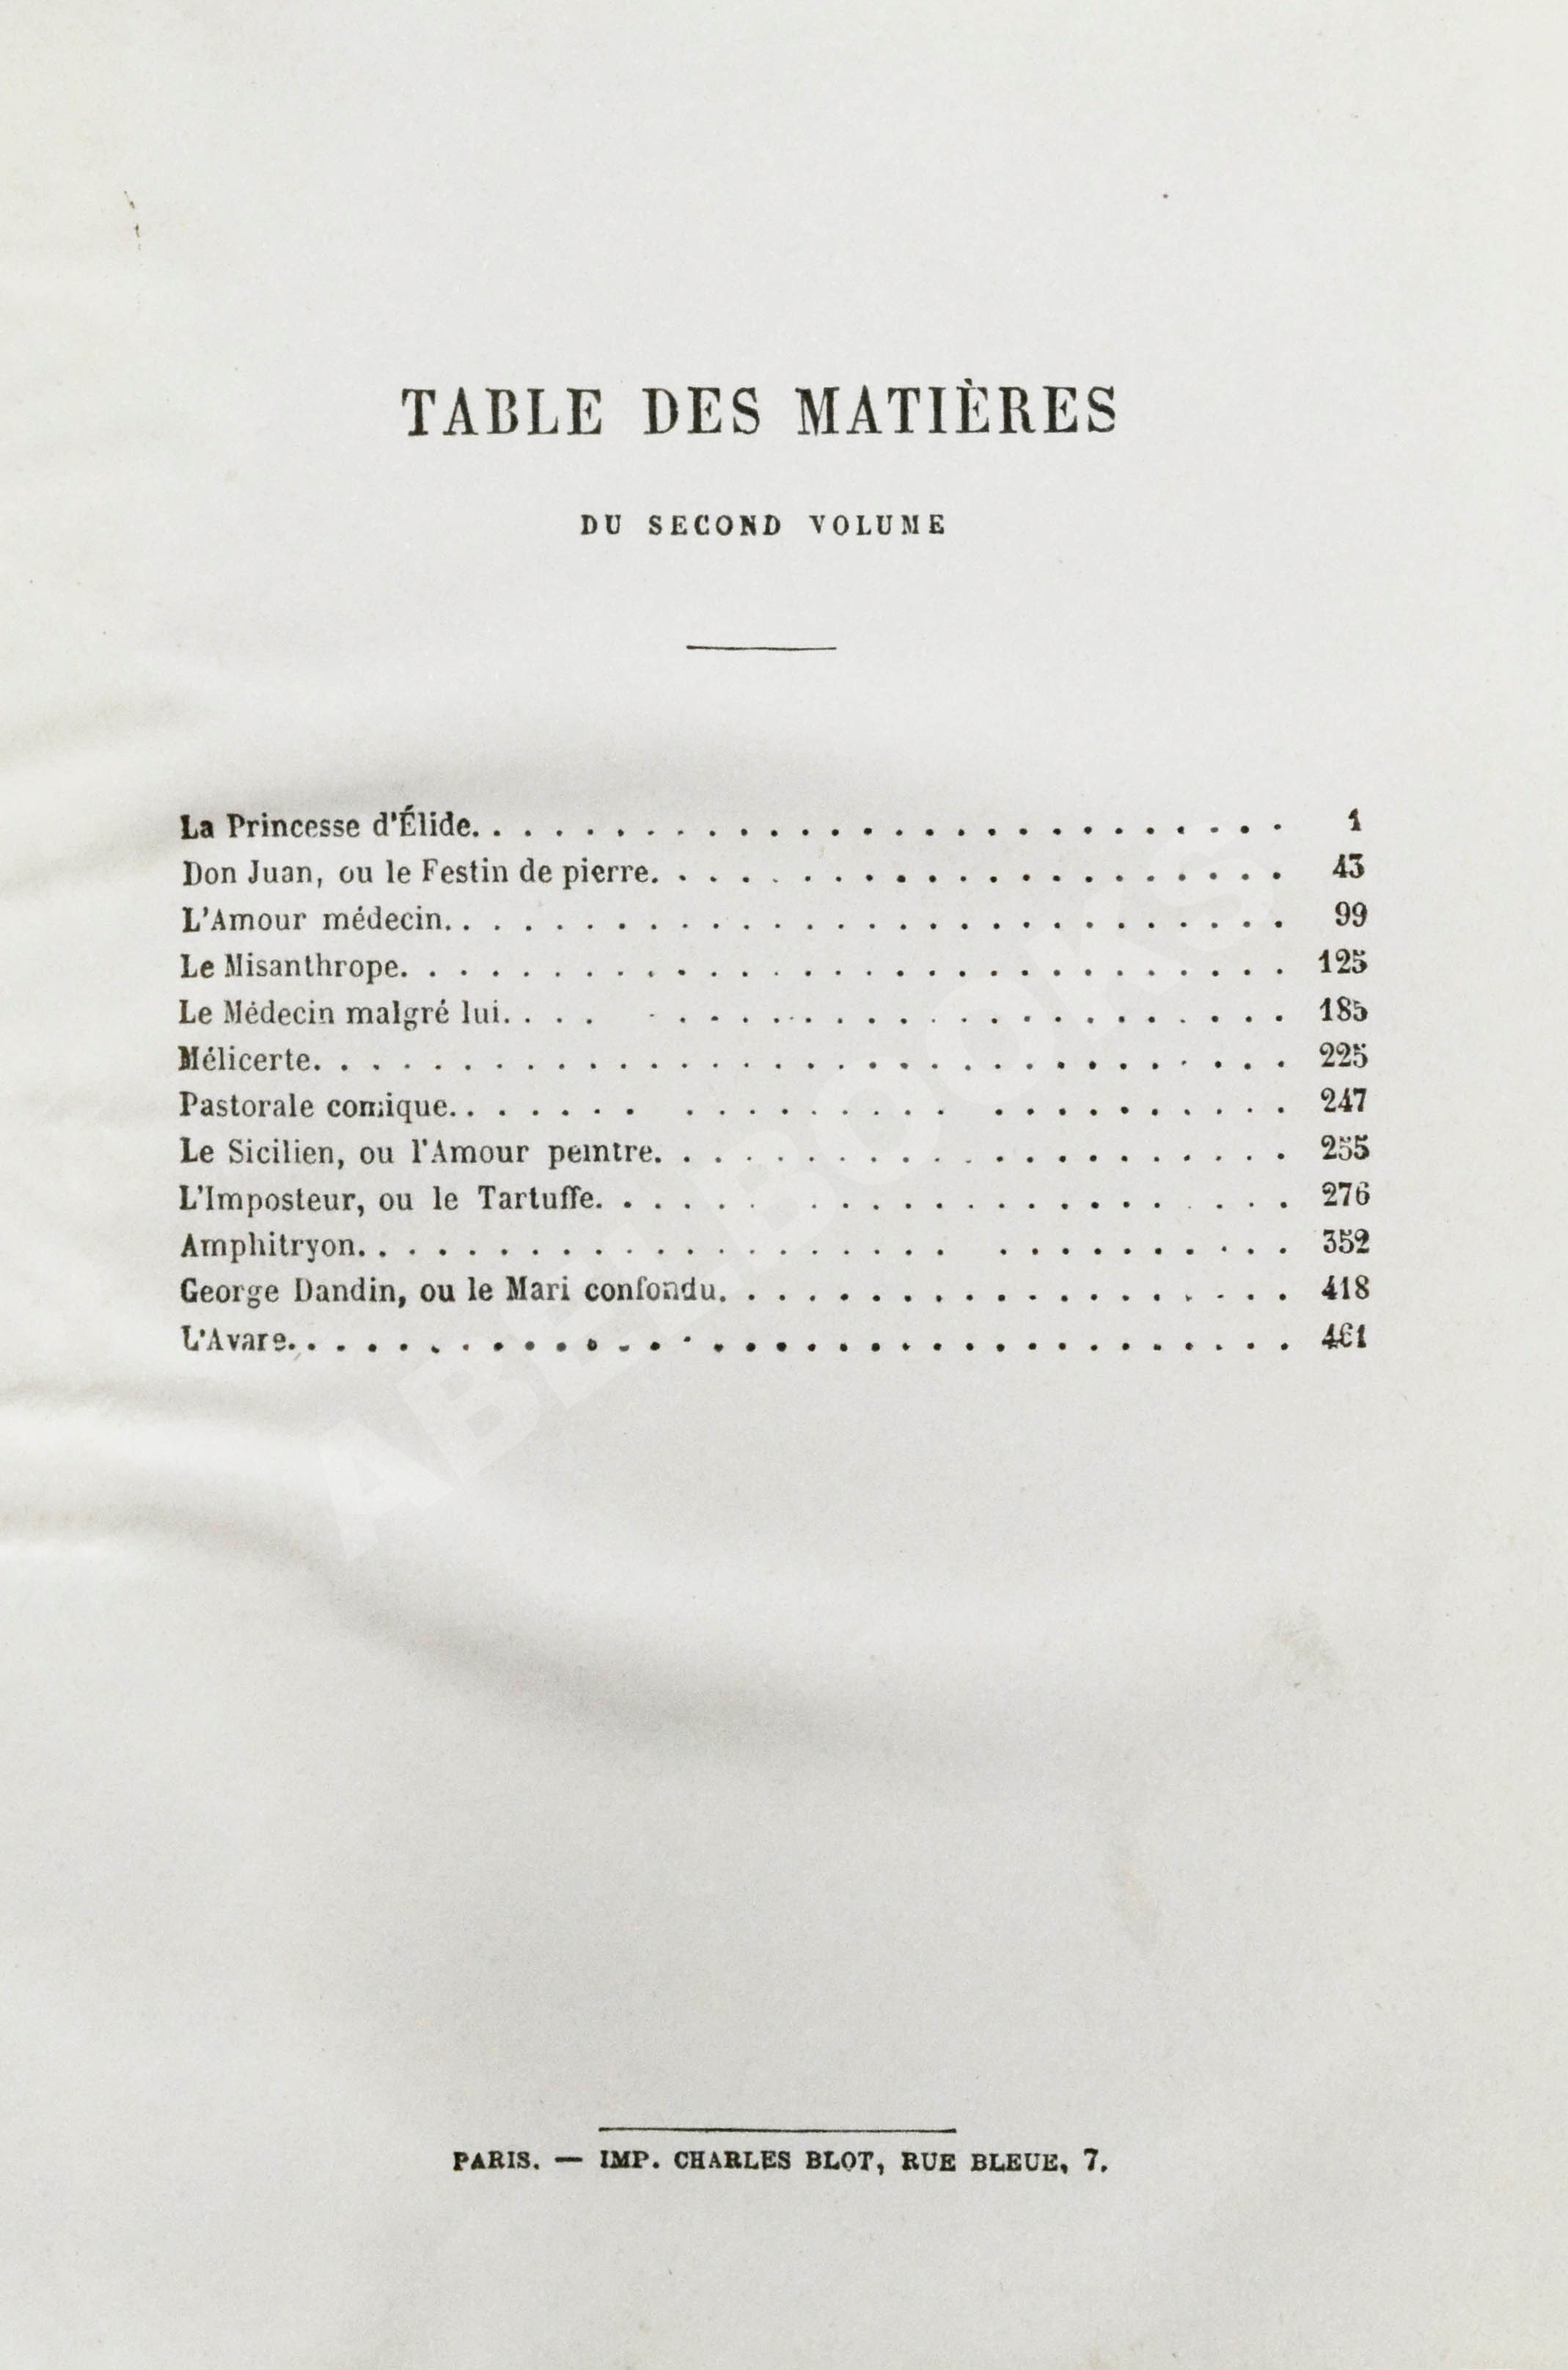 TABLE DES MATIÈRES
DU SECOND VOLUME
La Princesse d'Élide. . . . . . . . . . . . . . . . . . . . . . . . . . . 1
Don Juan, ou le Festin de pierre. . . . . . . . . . . . . . . . . . . . . 43
L'Amour médecin. . . . . . . . . . . . . . . . . . . . . . . . . . . . 99
Le Misanthrope. . . . . . . . . . . . . . . . . . . . . . . . . . . . . 125
Le Médecin malgré lui. . . . . . . . . . . . . . . . . . . . . . . . . 185
Mélicerte. . . . . . . . . . . . . . . . . . . . . . . . . . . . . . . . 225
Pastorale comique. . . . . . . . . . . . . . . . . . . . . . . . . . . 247
Le Sicilien, ou l'Amour peintre. . . . . . . . . . . . . . . . . . . . . 255
L'Imposteur, ou le Tartuffe. . . . . . . . . . . . . . . . . . . . . . 276
Amphitryon. . . . . . . . . . . . . . . . . . . . . . . . . . . . . . 352
George Dandin, ou le Mari confondu. . . . . . . . . . . . . . . . . . . 418
L'Avare. . . . . . . . . . . . . . . . . . . . . . . . . . . . . . . . . 461
PARIS. — IMP. CHARLES BLOT, RUE BLEUE, 7.